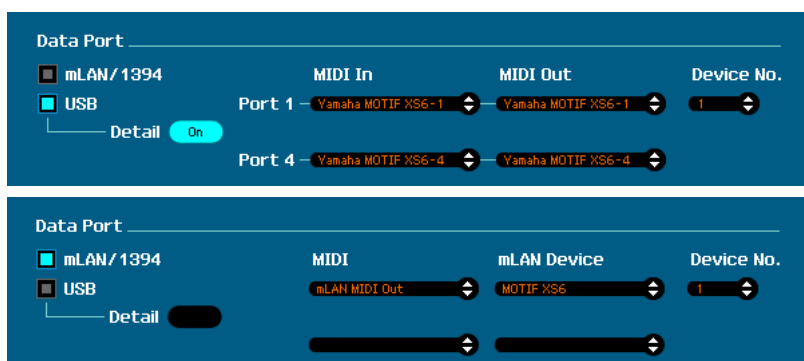 Data Port
mLAN/1394 MIDI In MIDI Out Device No.
USB Port 1 Yamaha MOTIF XS6-1 Yamaha MOTIF XS6-1 1
Detail On
Port 4 Yamaha MOTIF XS6-4 Yamaha MOTIF XS6-4
Data Port
mLAN/1394 MIDI mLAN Device Device No.
USB mLAN MIDI Out MOTIF XS6 1
Detail